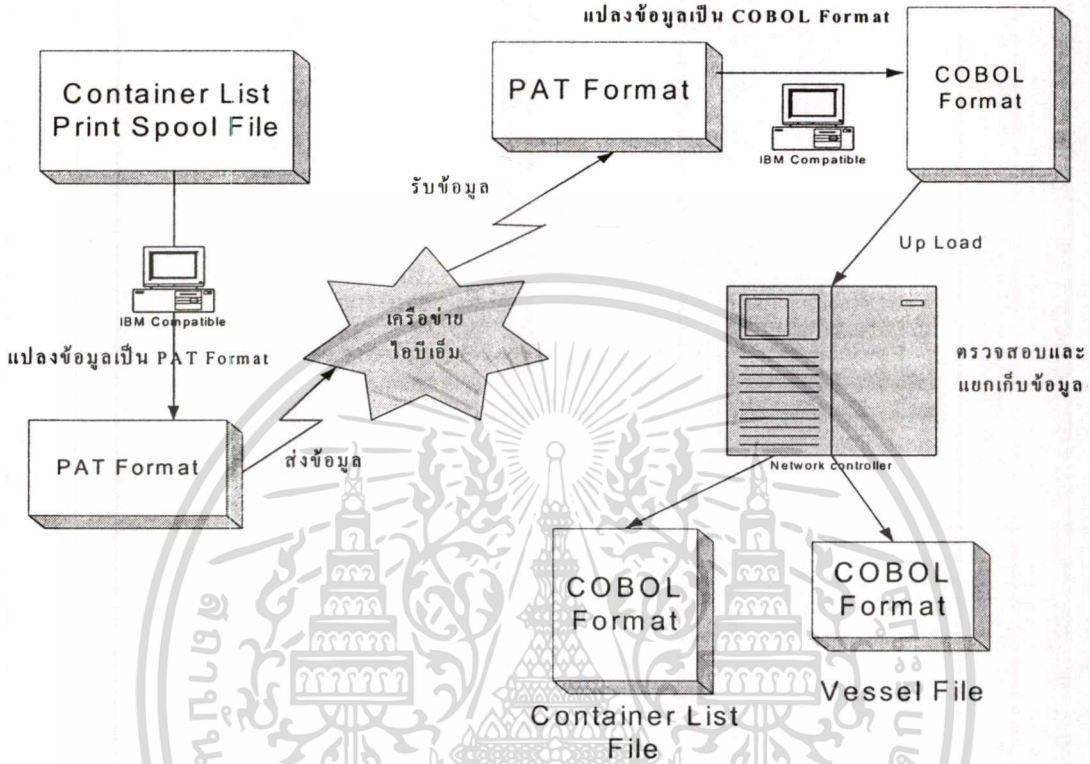 แปลงข้อมูลเป็น COBOL Format
Container List
Print Spool File
PAT Format
COBOL
Format
IBM Compatible
รับข้อมูล
Up Load
IBM Compatible
แปลงข้อมูลเป็น PAT Format
เครือข่าย
ไอบีเอ็ม
ตรวจสอบและ
แยกเก็บข้อมูล
PAT Format
ส่งข้อมูล
Network controller
COBOL
Format
COBOL
Format
Vessel File
Container List
File